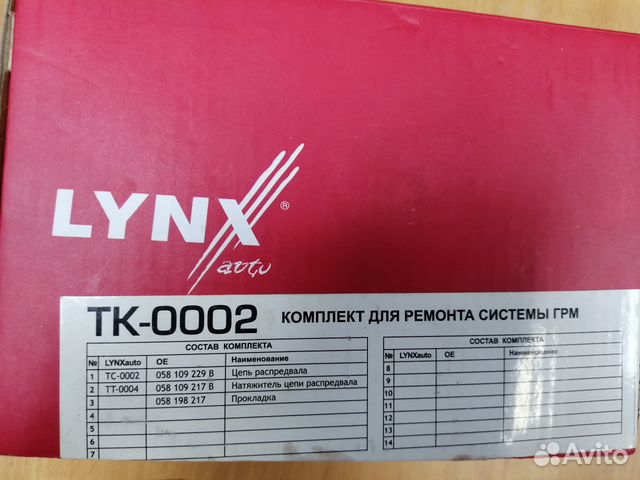 LYNX®
avto
TK-0002 КОМПЛЕКТ ДЛЯ РЕМОНТА СИСТЕМЫ ГРМ
СОСТАВ КОМПЛЕКТА
№ LYNXauto OE Наименование
1 TC-0002 058 109 229 B Цепь распредвала
2 TT-0004 058 109 217 B Натяжитель цепи распредвала
3 058 198 217 Прокладка
4
5
6
7
СОСТАВ КОМПЛЕКТА
№ LYNXauto OE Наименование
8
9
10
11
12
13
14
Avito